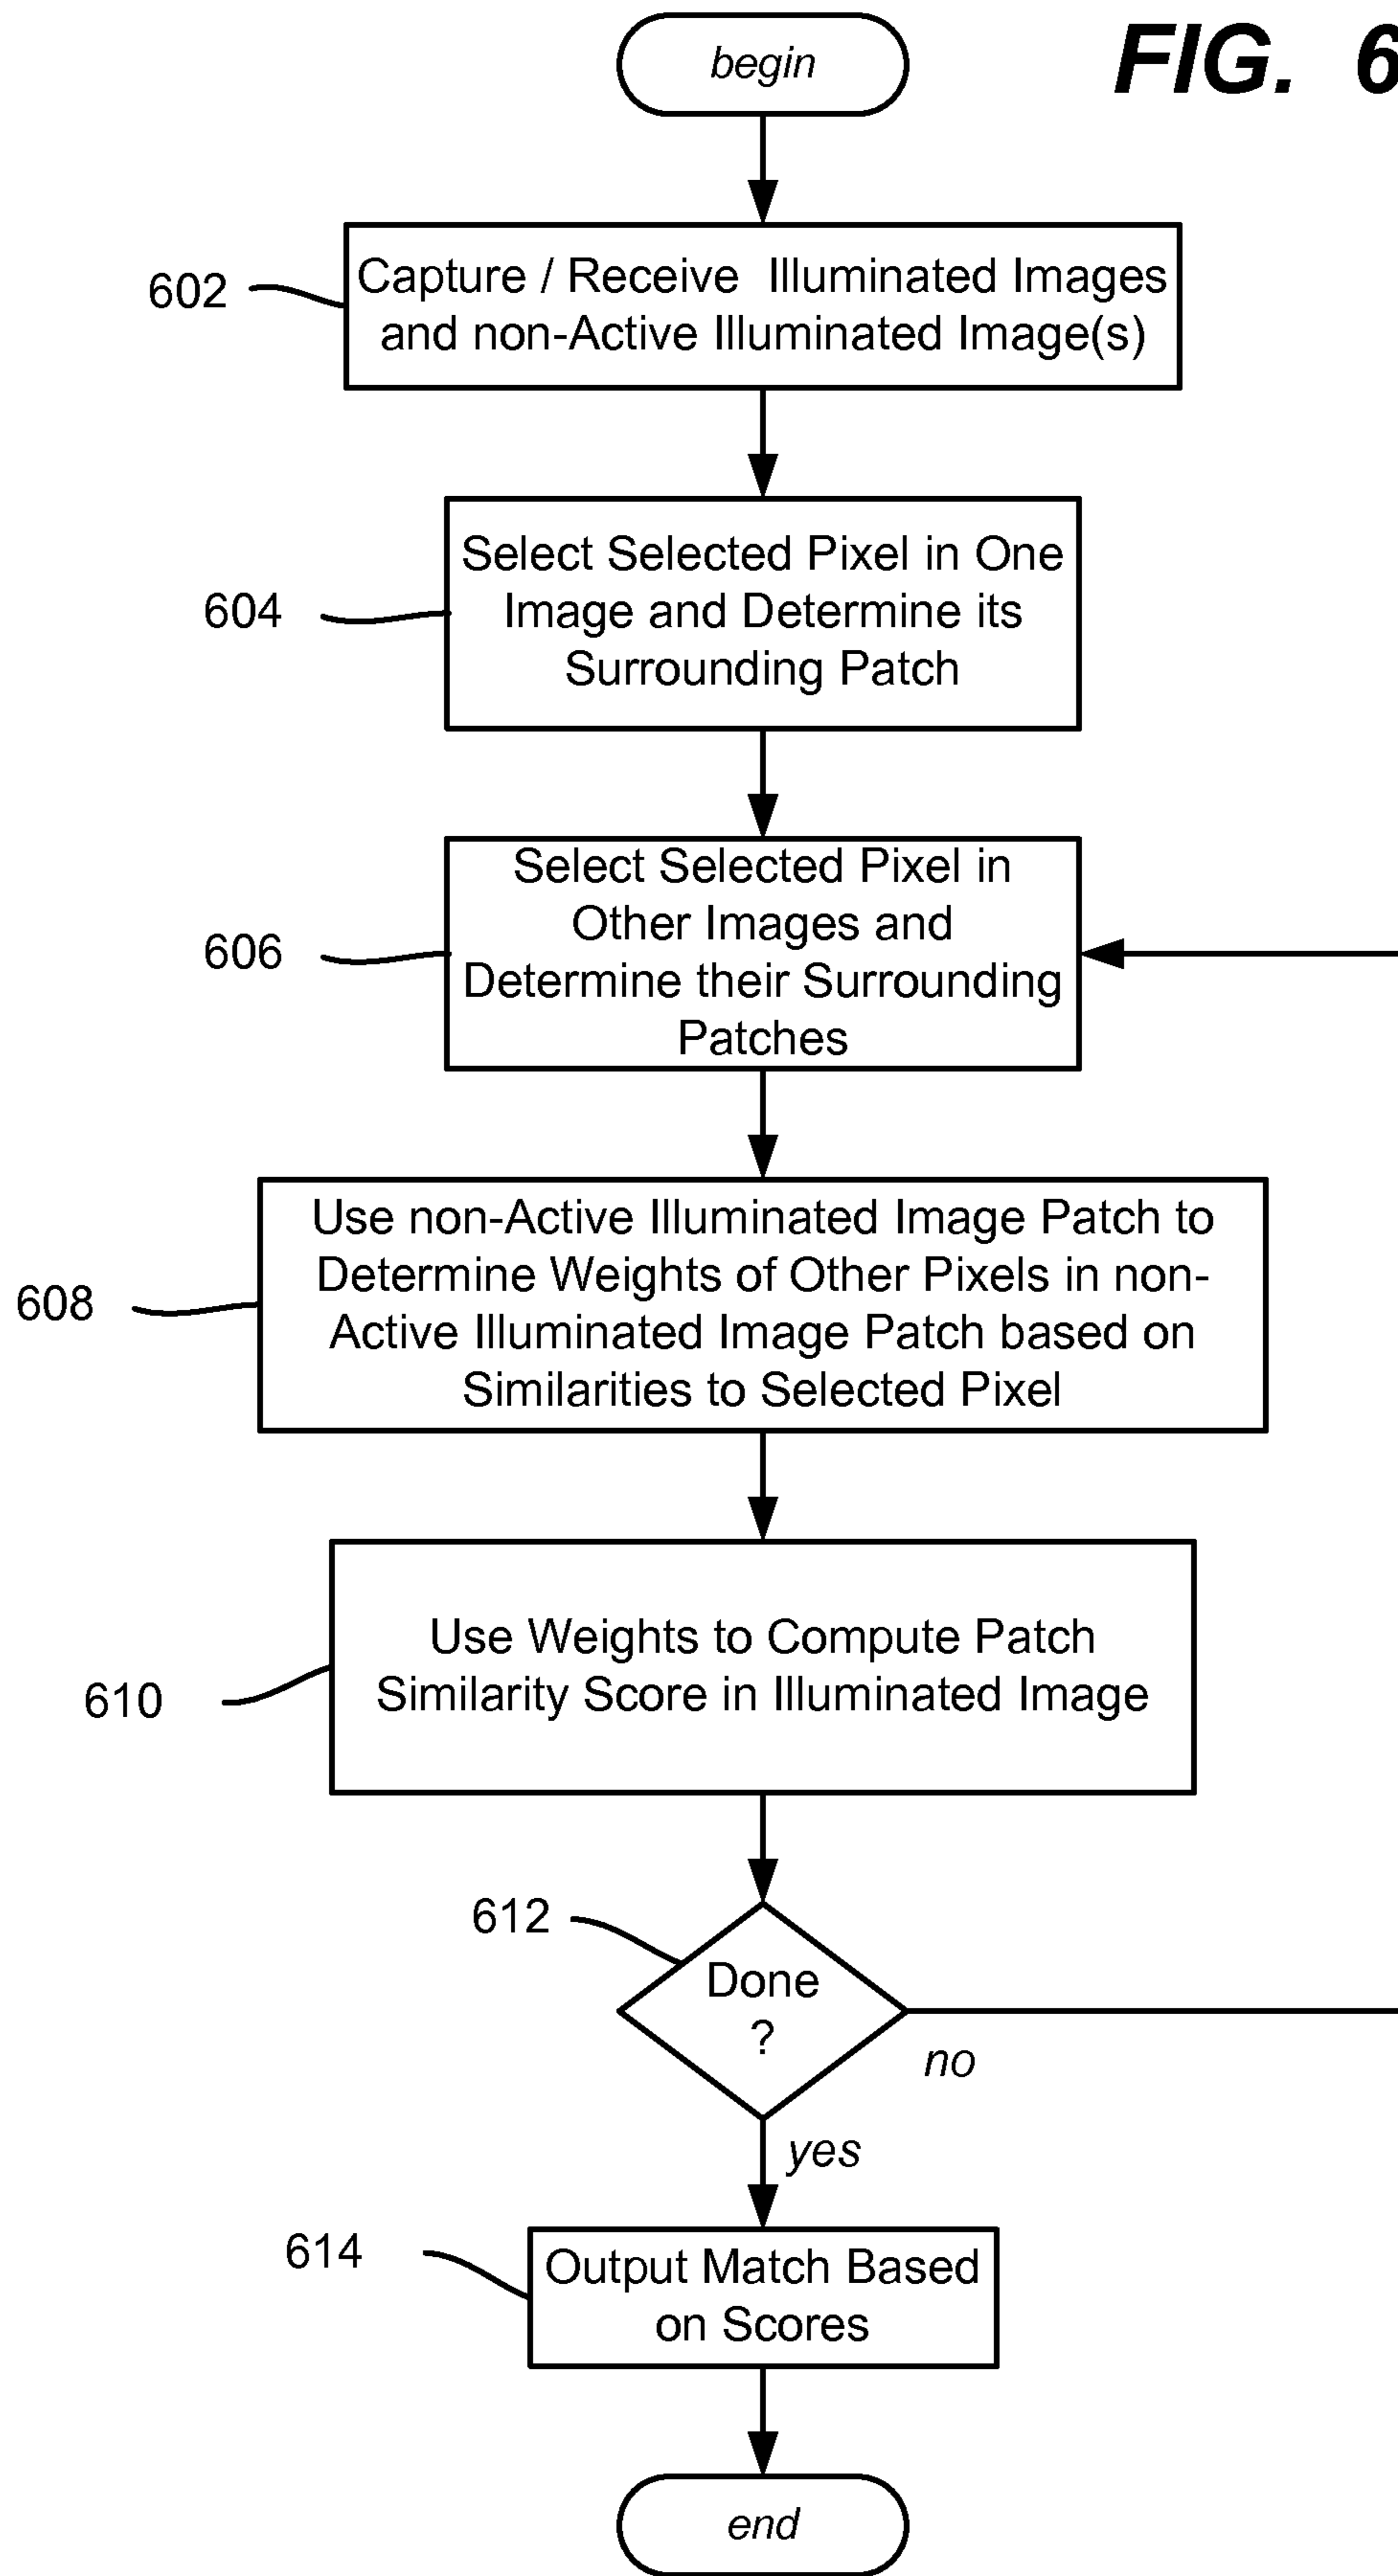 begin
FIG. 6
602
Capture / Receive Illuminated Images
and non-Active Illuminated Image(s)
604
Select Selected Pixel in One
Image and Determine its
Surrounding Patch
606
Select Selected Pixel in
Other Images and
Determine their Surrounding
Patches
608
Use non-Active Illuminated Image Patch to
Determine Weights of Other Pixels in non-
Active Illuminated Image Patch based on
Similarities to Selected Pixel
610
Use Weights to Compute Patch
Similarity Score in Illuminated Image
612
Done
?
no
yes
614
Output Match Based
on Scores
end